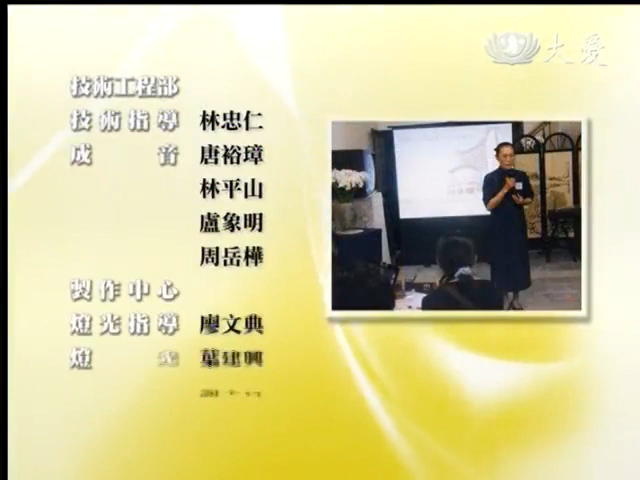 大愛
技術工程部
技術指導 林忠仁
成音 唐裕璋
林平山
盧象明
周岳樺
製作中心
燈光指導 廖文典
燈光 葉建興